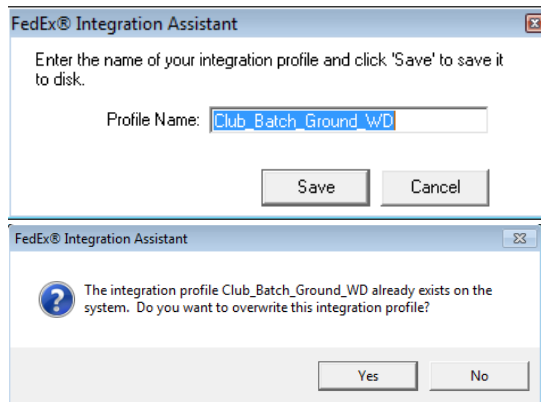 FedEx® Integration Assistant
Enter the name of your integration profile and click 'Save' to save it
to disk.
Profile Name: Club_Batch_Ground_WD
Save Cancel
FedEx® Integration Assistant
The integration profile Club_Batch_Ground_WD already exists on the
system. Do you want to overwrite this integration profile?
Yes No